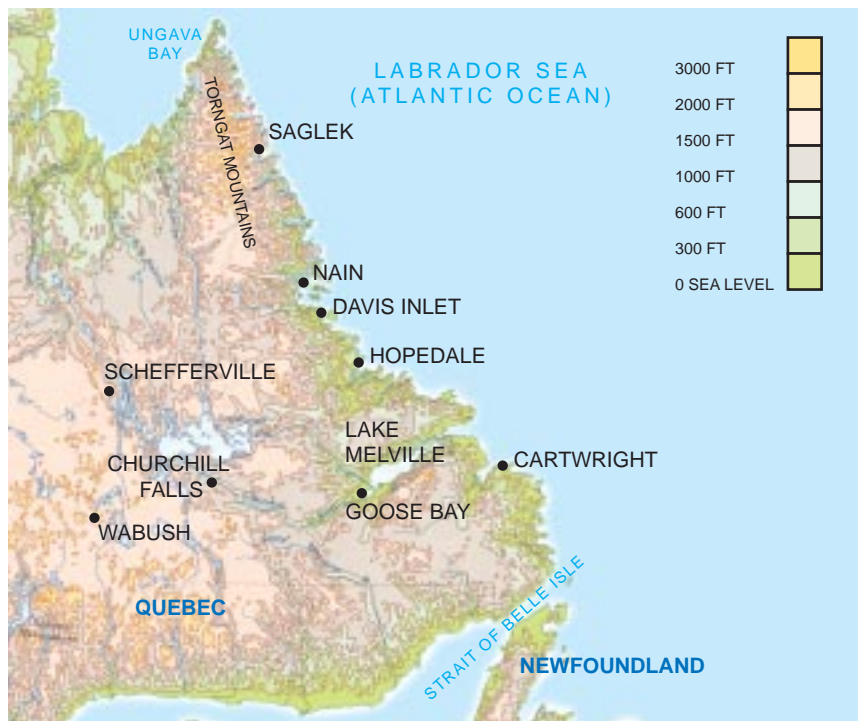 UNGAVA
BAY
LABRADOR SEA
(ATLANTIC OCEAN)
3000 FT
2000 FT
1500 FT
1000 FT
600 FT
300 FT
0 SEA LEVEL
TORNGAT MOUNTAINS
SAGLEK
NAIN
DAVIS INLET
HOPEDALE
SCHEFFERVILLE
LAKE
MELVILLE
CHURCHILL
FALLS
CARTWRIGHT
GOOSE BAY
WABUSH
QUEBEC
STRAIT OF BELLE ISLE
NEWFOUNDLAND